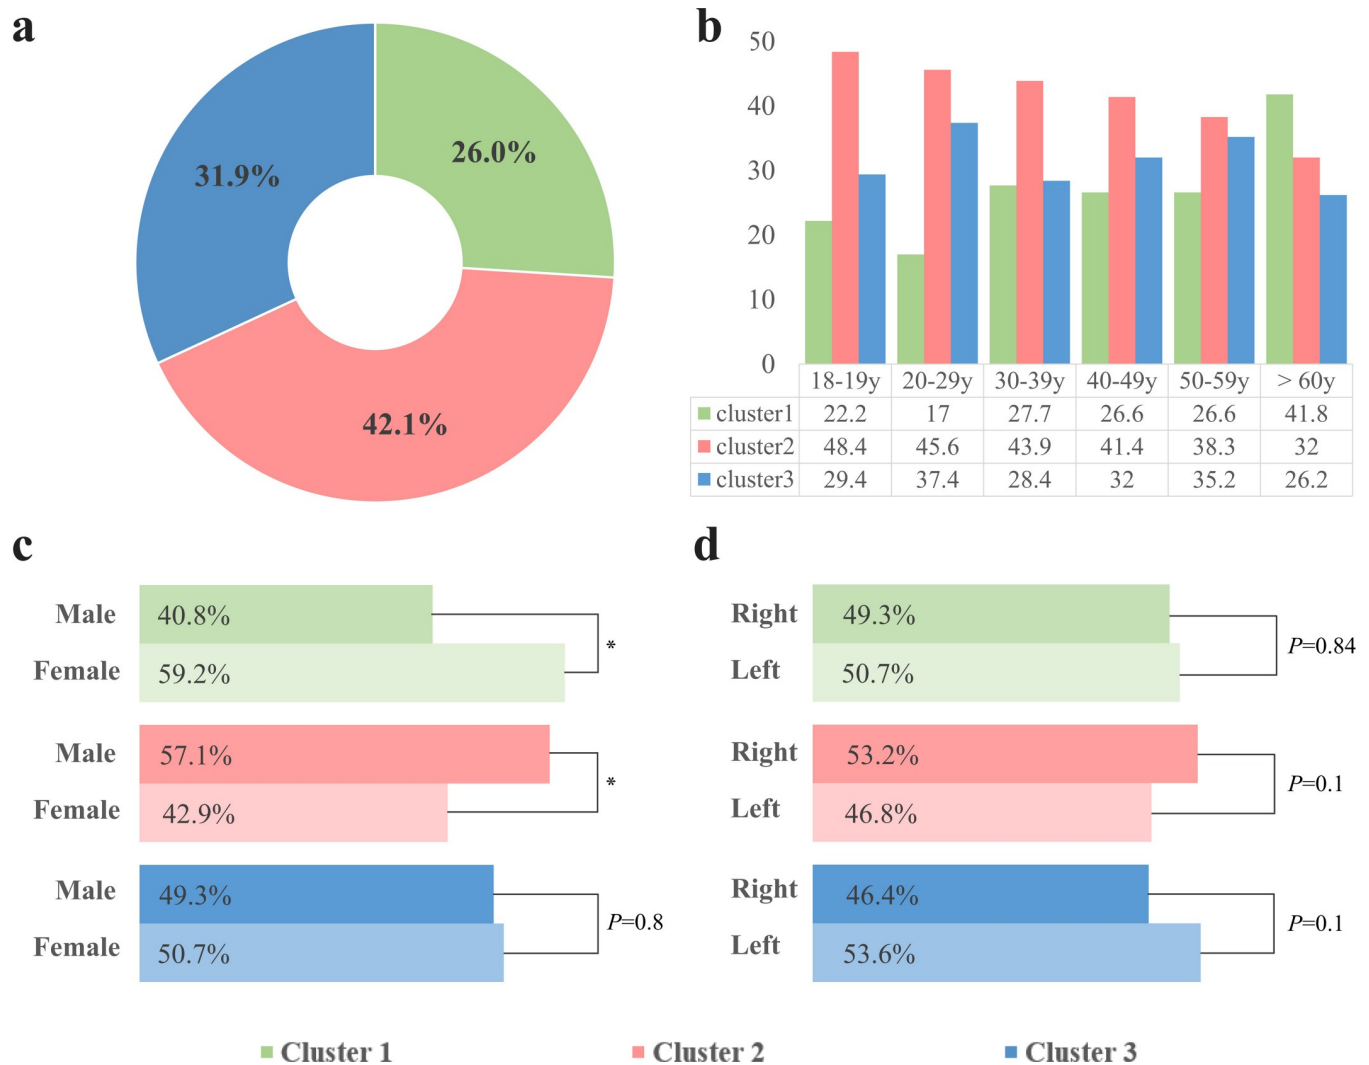 a
31.9%
26.0%
42.1%
b
50
40
30
20
10
0
18-19y 20-29y 30-39y 40-49y 50-59y > 60y
cluster1 22.2 17 27.7 26.6 26.6 41.8
cluster2 48.4 45.6 43.9 41.4 38.3 32
cluster3 29.4 37.4 28.4 32 35.2 26.2
c
Male 40.8%
*
Female 59.2%
Male 57.1%
*
Female 42.9%
Male 49.3%
P=0.8
Female 50.7%
d
Right 49.3%
P=0.84
Left 50.7%
Right 53.2%
P=0.1
Left 46.8%
Right 46.4%
P=0.1
Left 53.6%
Cluster 1 Cluster 2 Cluster 3